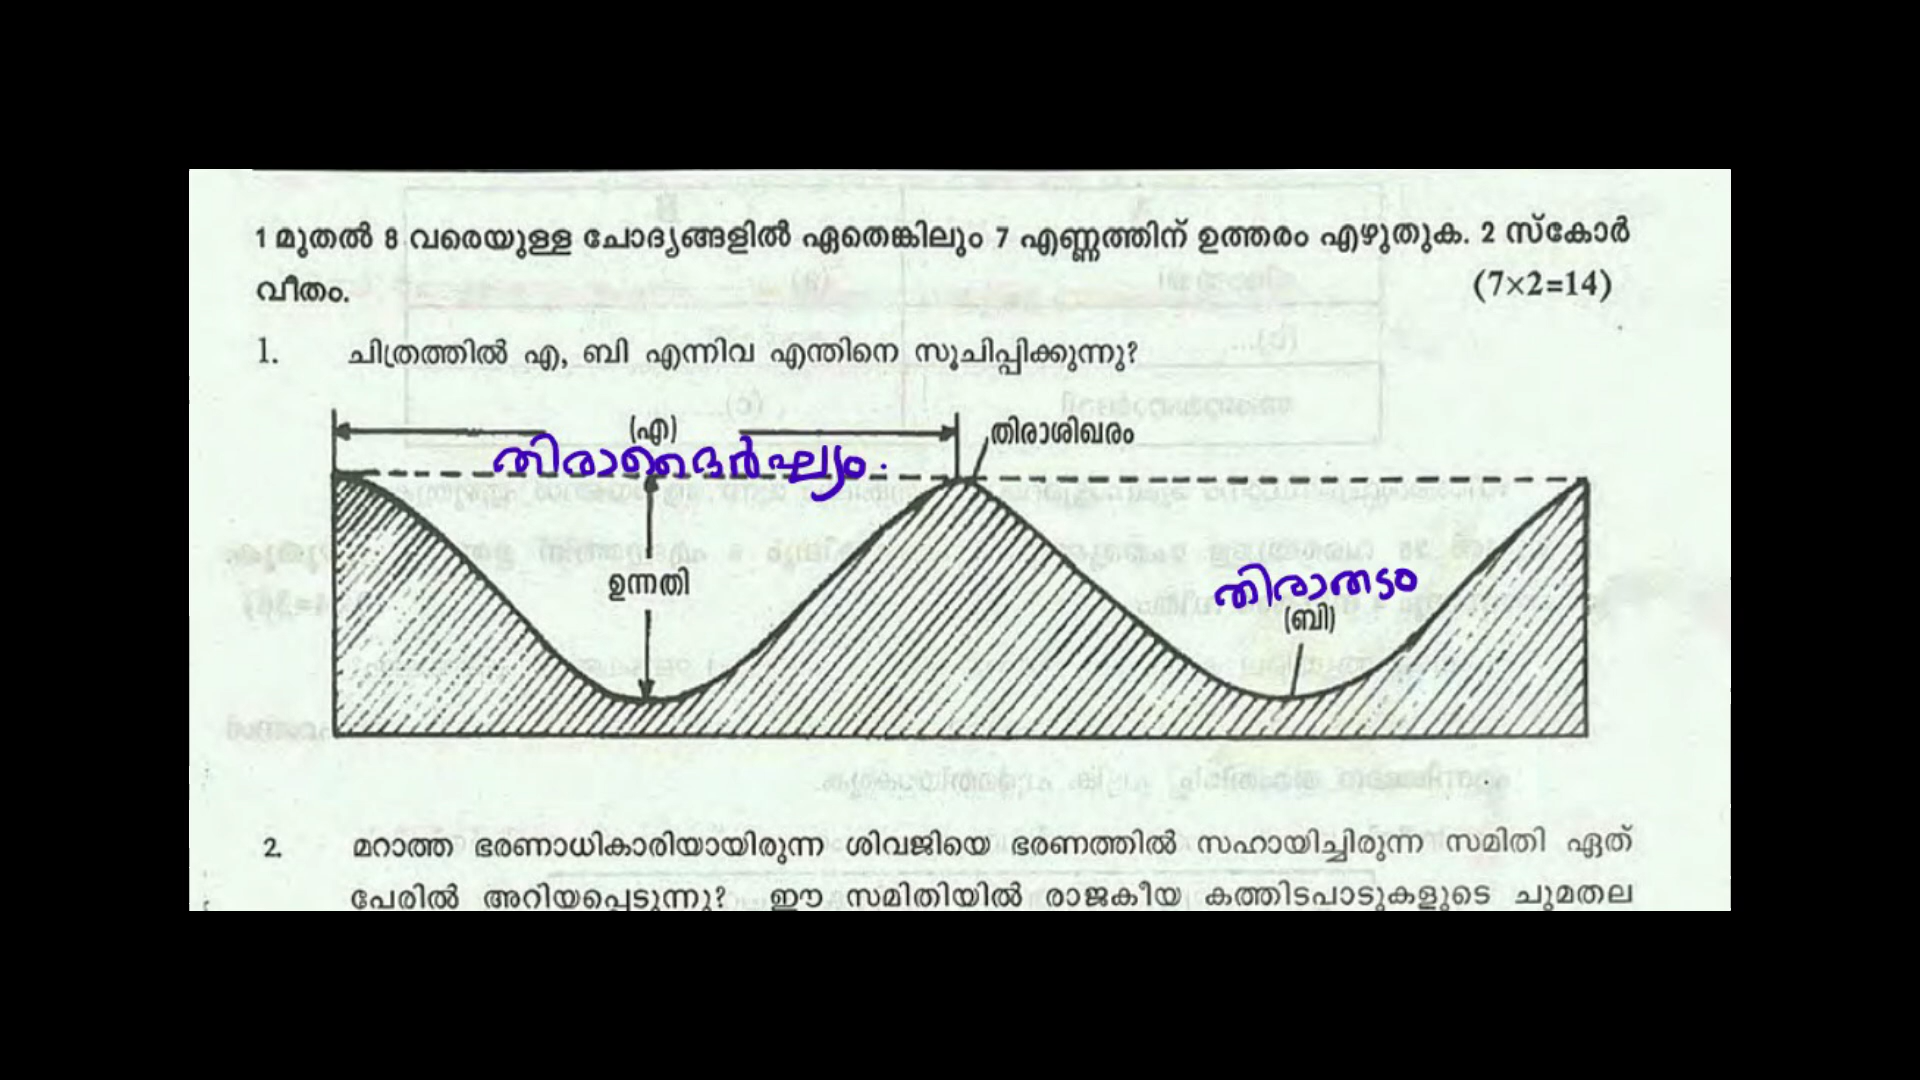 1 മുതൽ 8 വരെയുള്ള ചോദ്യങ്ങളിൽ ഏതെങ്കിലും 7 എണ്ണത്തിന് ഉത്തരം എഴുതുക. 2 സ്കോർ
വീതം. (7×2=14)
1. ചിത്രത്തിൽ എ, ബി എന്നിവ എന്തിനെ സൂചിപ്പിക്കുന്നു?
(എ)
തിരാശിഖരം
തിരാദൈർഘ്യം.
ഉന്നതി
തിരാതടം
(ബി)
2. മറാത്ത ഭരണാധികാരിയായിരുന്ന ശിവജിയെ ഭരണത്തിൽ സഹായിച്ചിരുന്ന സമിതി ഏത്
പേരിൽ അറിയപ്പെടുന്നു? ഈ സമിതിയിൽ രാജകീയ കത്തിടപാടുകളുടെ ചുമതല